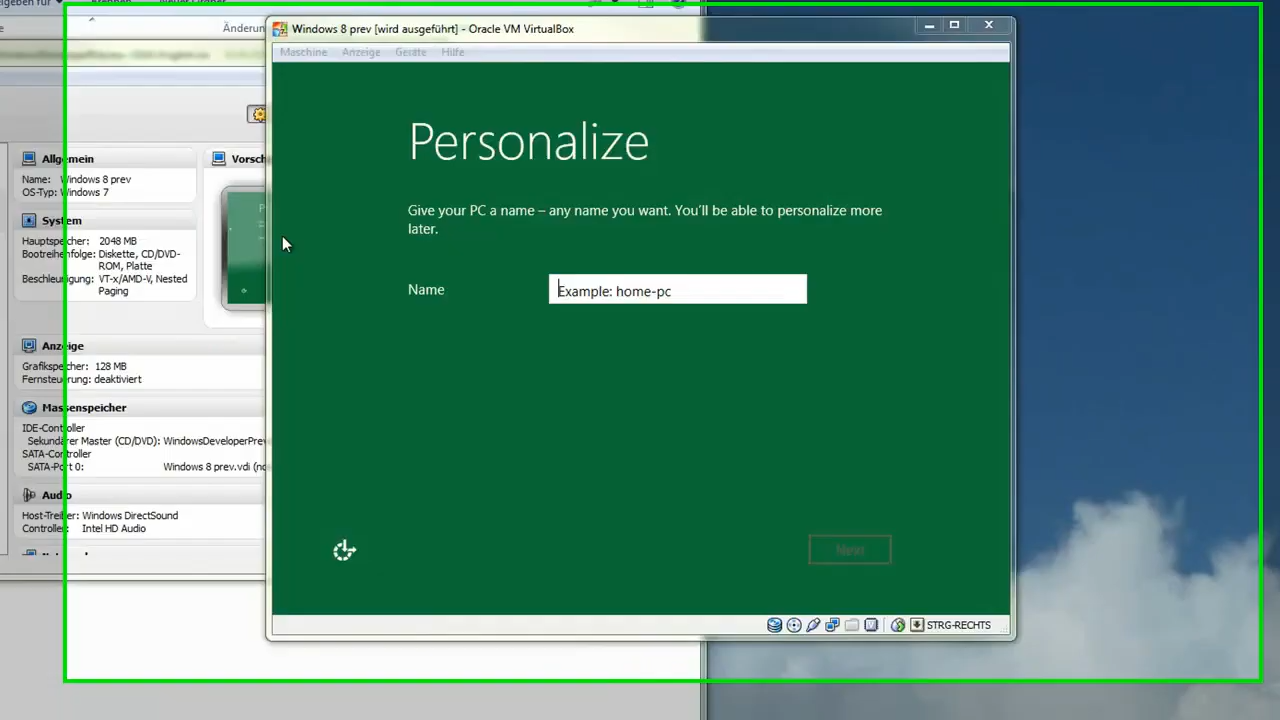 Änderun
Windows 8 prev [wird ausgeführt] - Oracle VM VirtualBox
Maschine Anzeige Geräte Hilfe
Personalize
Give your PC a name – any name you want. You'll be able to personalize more
later.
Name
Example: home-pc
Next
STRG-RECHTS
Allgemein
Name: Windows 8 prev
OS-Typ: Windows 7
System
Hauptspeicher: 2048 MB
Bootreihenfolge: Diskette, CD/DVD-
ROM, Platte
Beschleunigung: VT-x/AMD-V, Nested
Paging
Vorsch
Anzeige
Grafikspeicher: 128 MB
Fernsteuerung: deaktiviert
Massenspeicher
IDE-Controller
Sekundärer Master (CD/DVD): WindowsDeveloperPrev
SATA-Controller
SATA-Port 0: Windows 8 prev.vdi (no
Audio
Host-Treiber: Windows DirectSound
Controller: Intel HD Audio